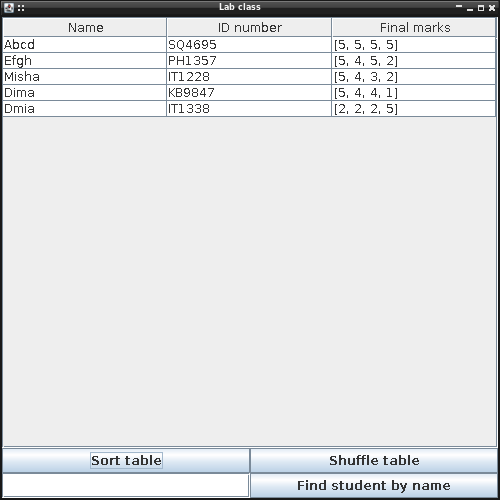 Lab class
Name ID number Final marks
Abcd SQ4695 [5, 5, 5, 5]
Efgh PH1357 [5, 4, 5, 2]
Misha IT1228 [5, 4, 3, 2]
Dima KB9847 [5, 4, 4, 1]
Dmia IT1338 [2, 2, 2, 5]
Sort table Shuffle table
Find student by name